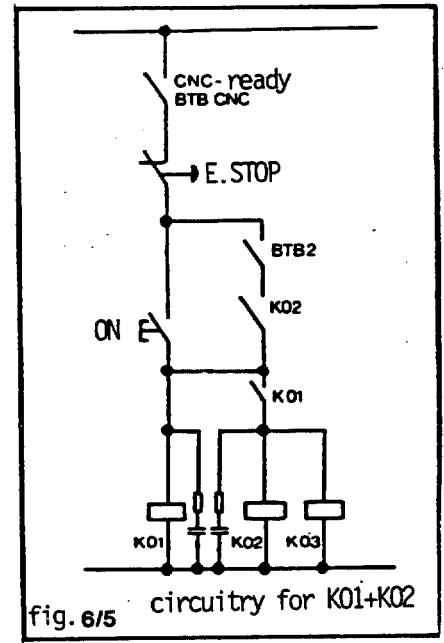 CNC-ready
BTB CNC
E.STOP
BTB2
K02
ON
K01
K01
K02
K03
fig. 6/5
circuitry for K01+K02